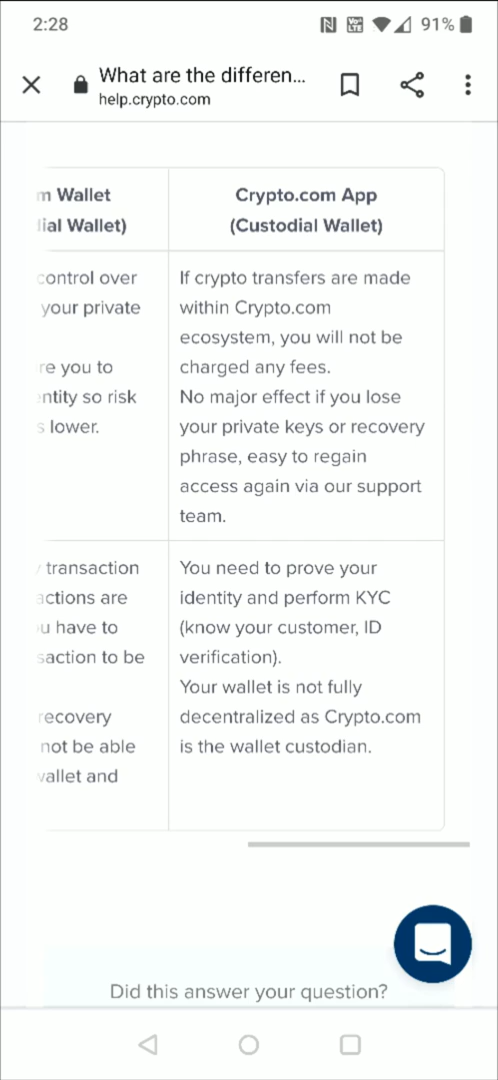 2:28
91%
What are the differen...
help.crypto.com
m Wallet
ial Wallet)
control over
your private
re you to
ntity so risk
s lower.
transaction
actions are
u have to
saction to be
recovery
not be able
wallet and
Crypto.com App
(Custodial Wallet)
If crypto transfers are made
within Crypto.com
ecosystem, you will not be
charged any fees.
No major effect if you lose
your private keys or recovery
phrase, easy to regain
access again via our support
team.
You need to prove your
identity and perform KYC
(know your customer, ID
verification).
Your wallet is not fully
decentralized as Crypto.com
is the wallet custodian.
Did this answer your question?